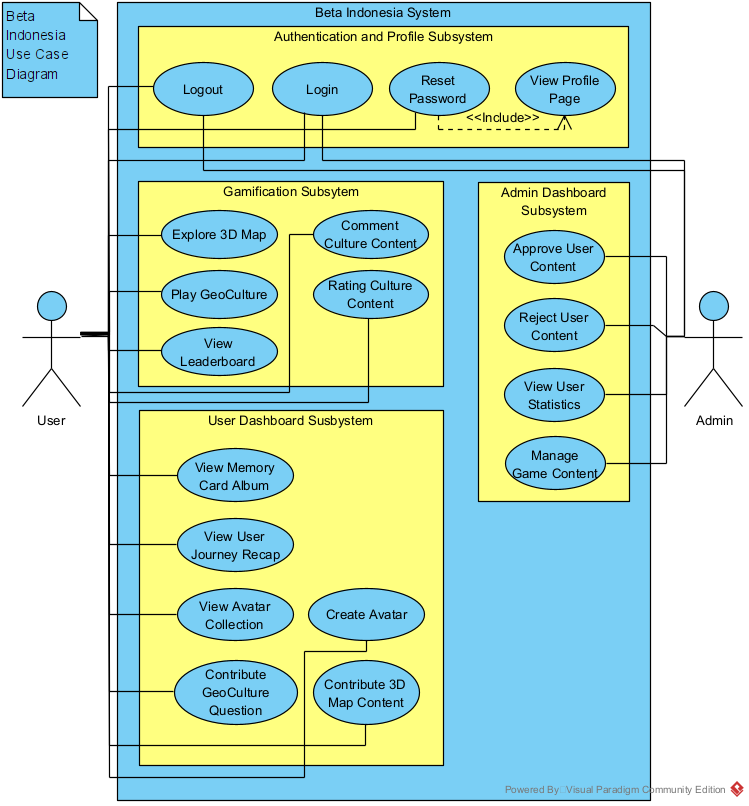 Beta
Indonesia
Use Case
Diagram
Beta Indonesia System
Authentication and Profile Subsystem
Logout
Login
Reset
Password
View Profile
Page
<<Include>>
Gamification Subsytem
Explore 3D Map
Comment
Culture Content
Play GeoCulture
Rating Culture
Content
View
Leaderboard
Admin Dashboard
Subsystem
Approve User
Content
Reject User
Content
View User
Statistics
Manage
Game Content
User
Admin
User Dashboard Susbystem
View Memory
Card Album
View User
Journey Recap
View Avatar
Collection
Create Avatar
Contribute
GeoCulture
Question
Contribute 3D
Map Content
Powered By Visual Paradigm Community Edition